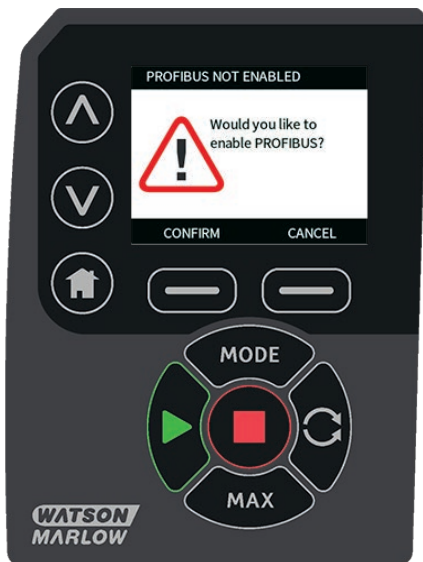 PROFIBUS NOT ENABLED
Would you like to
enable PROFIBUS?
CONFIRM CANCEL
MODE
MAX
WATSON
MARLOW